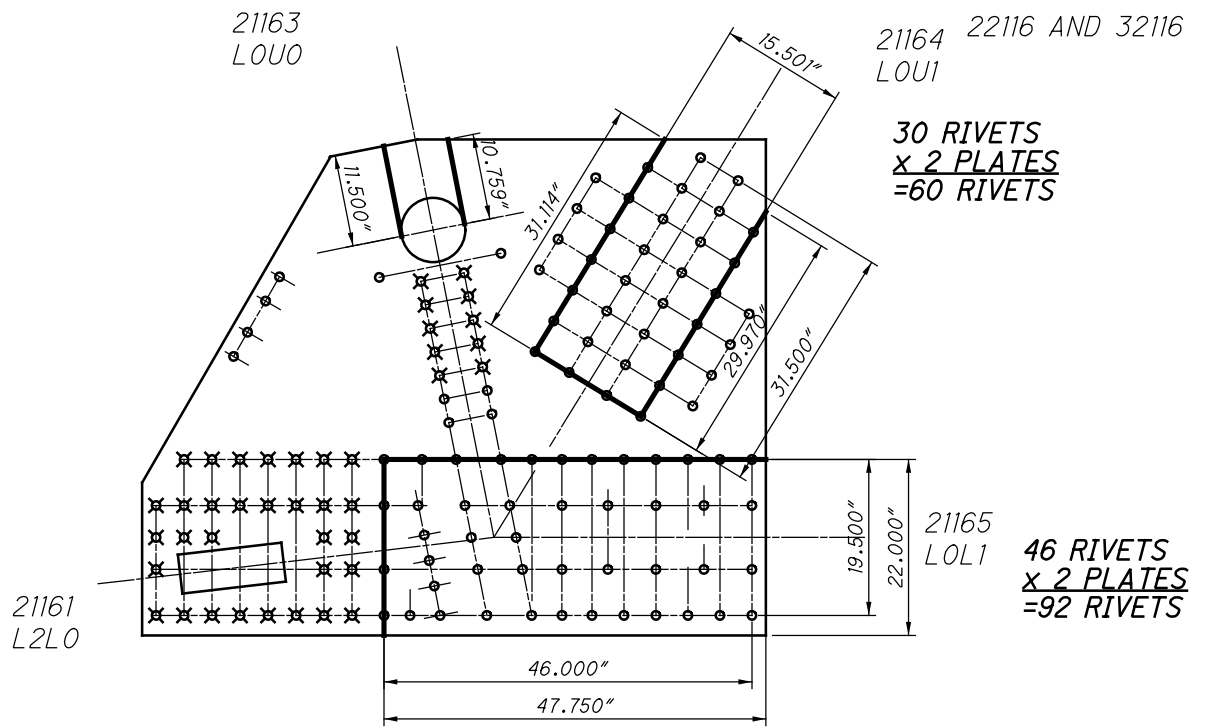 21163
L0U0
22116 AND 32116
21164
L0U1
15.501"
30 RIVETS
x 2 PLATES
=60 RIVETS
11.500"
10.759"
31.114"
29.970"
31.500"
19.500"
22.000"
21165
L0L1
46 RIVETS
x 2 PLATES
=92 RIVETS
21161
L2L0
46.000"
47.750"